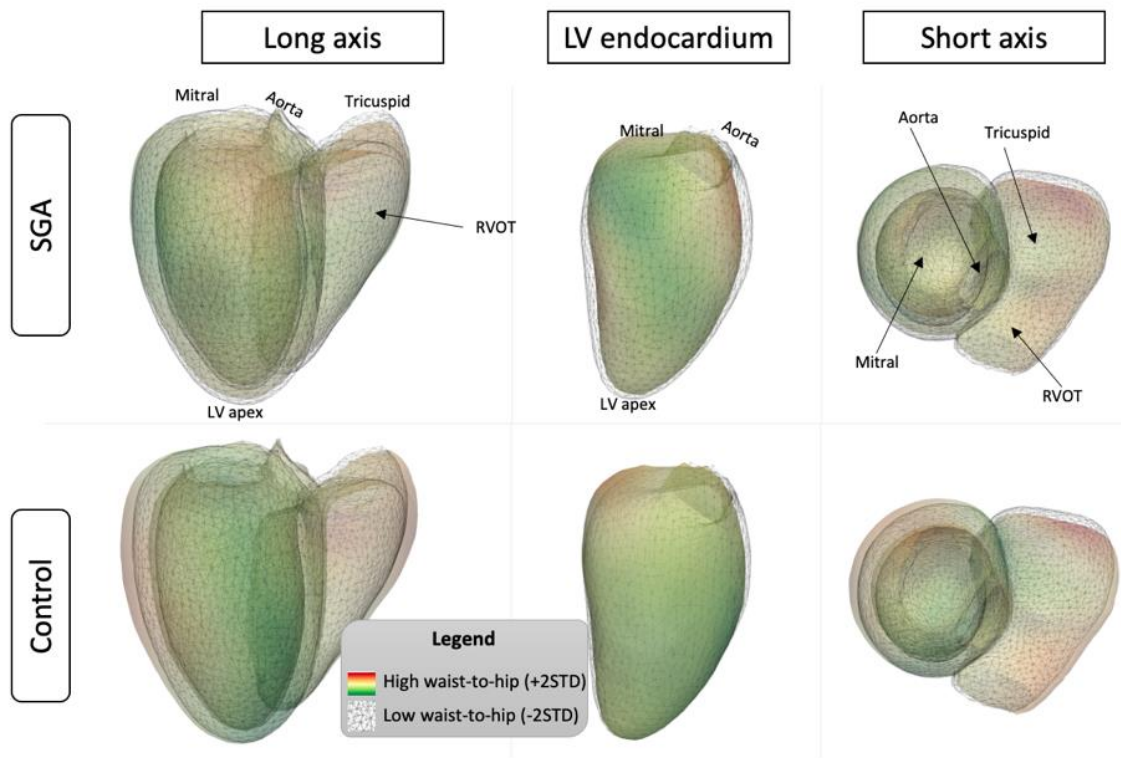 Long axis
LV endocardium
Short axis
SGA
Mitral
Aorta
Tricuspid
RVOT
LV apex
Mitral
Aorta
LV apex
Aorta
Tricuspid
Mitral
RVOT
Control
Legend
High waist-to-hip (+2STD)
Low waist-to-hip (-2STD)